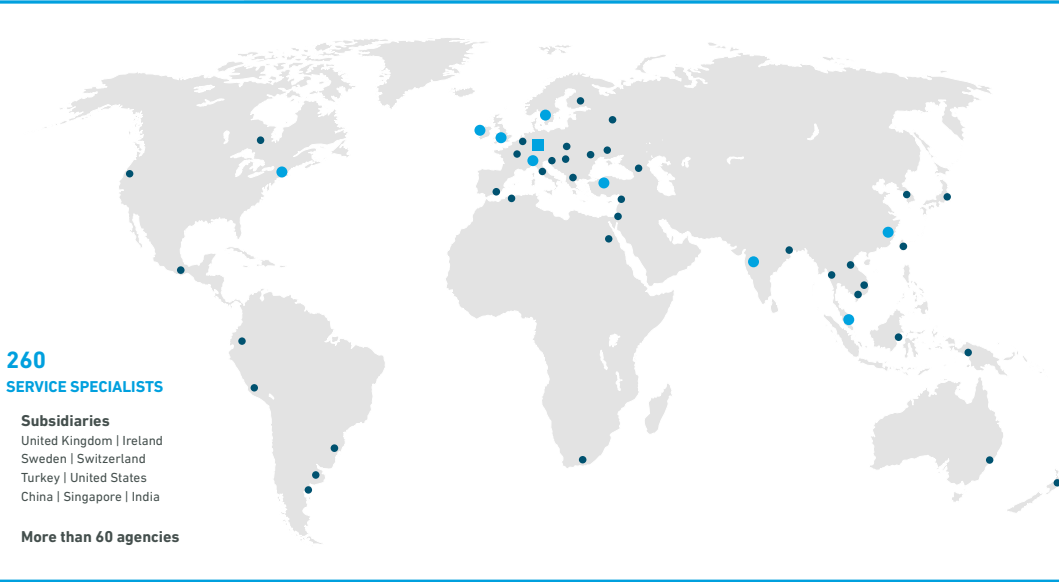 260
SERVICE SPECIALISTS
Subsidiaries
United Kingdom | Ireland
Sweden | Switzerland
Turkey | United States
China | Singapore | India
More than 60 agencies